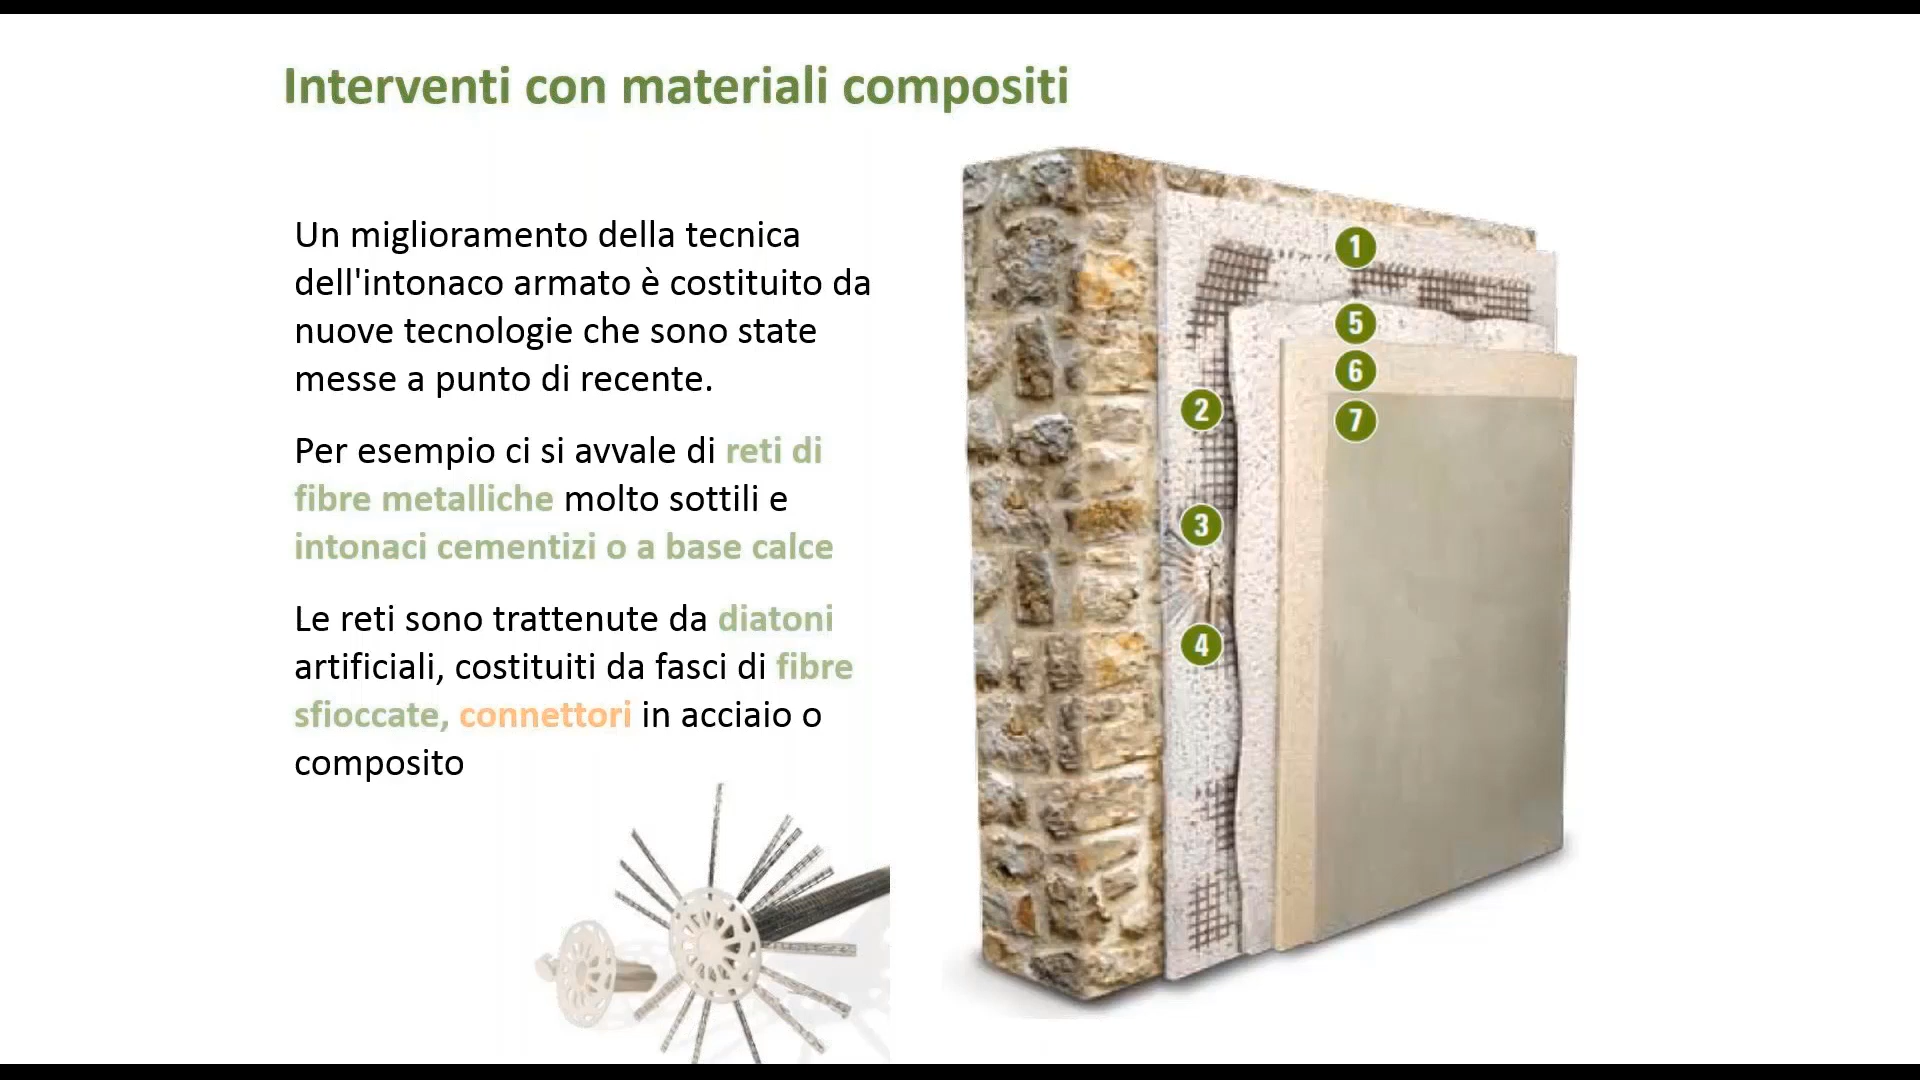 Interventi con materiali compositi
Un miglioramento della tecnica
dell'intonaco armato è costituito da
nuove tecnologie che sono state
messe a punto di recente.
Per esempio ci si avvale di reti di
fibre metalliche molto sottili e
intonaci cementizi o a base calce
Le reti sono trattenute da diatoni
artificiali, costituiti da fasci di fibre
sfioccate, connettori in acciaio o
composito
1
5
6
7
2
3
4